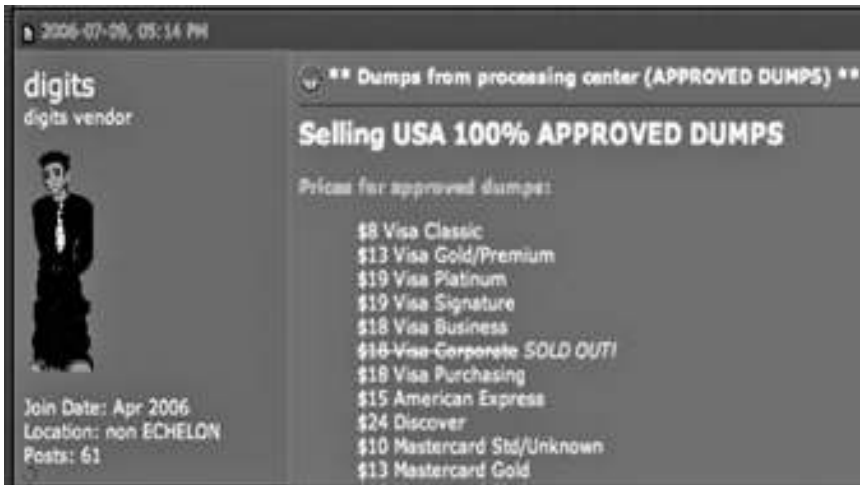 2006-07-09, 05:14 PM
digits
digits vendor
Join Date: Apr 2006
Location: non ECHELON
Posts: 61
** Dumps from processing center (APPROVED DUMPS) **
Selling USA 100% APPROVED DUMPS
Prices for approved dumps:
$8 Visa Classic
$13 Visa Gold/Premium
$19 Visa Platinum
$19 Visa Signature
$18 Visa Business
$18 Visa Corporate SOLD OUT!
$18 Visa Purchasing
$15 American Express
$24 Discover
$10 Mastercard Std/Unknown
$13 Mastercard Gold